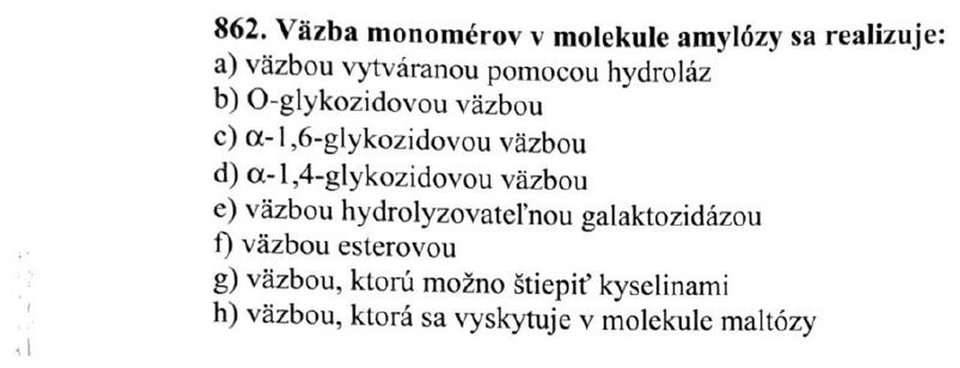 862. Väzba monomérov v molekule amylózy sa realizuje:
a) väzbou vytváranou pomocou hydroláz
b) O-glykozidovou väzbou
c) α-1,6-glykozidovou väzbou
d) α-1,4-glykozidovou väzbou
e) väzbou hydrolyzovateľnou galaktozidázou
f) väzbou esterovou
g) väzbou, ktorú možno štiepiť kyselinami
h) väzbou, ktorá sa vyskytuje v molekule maltózy